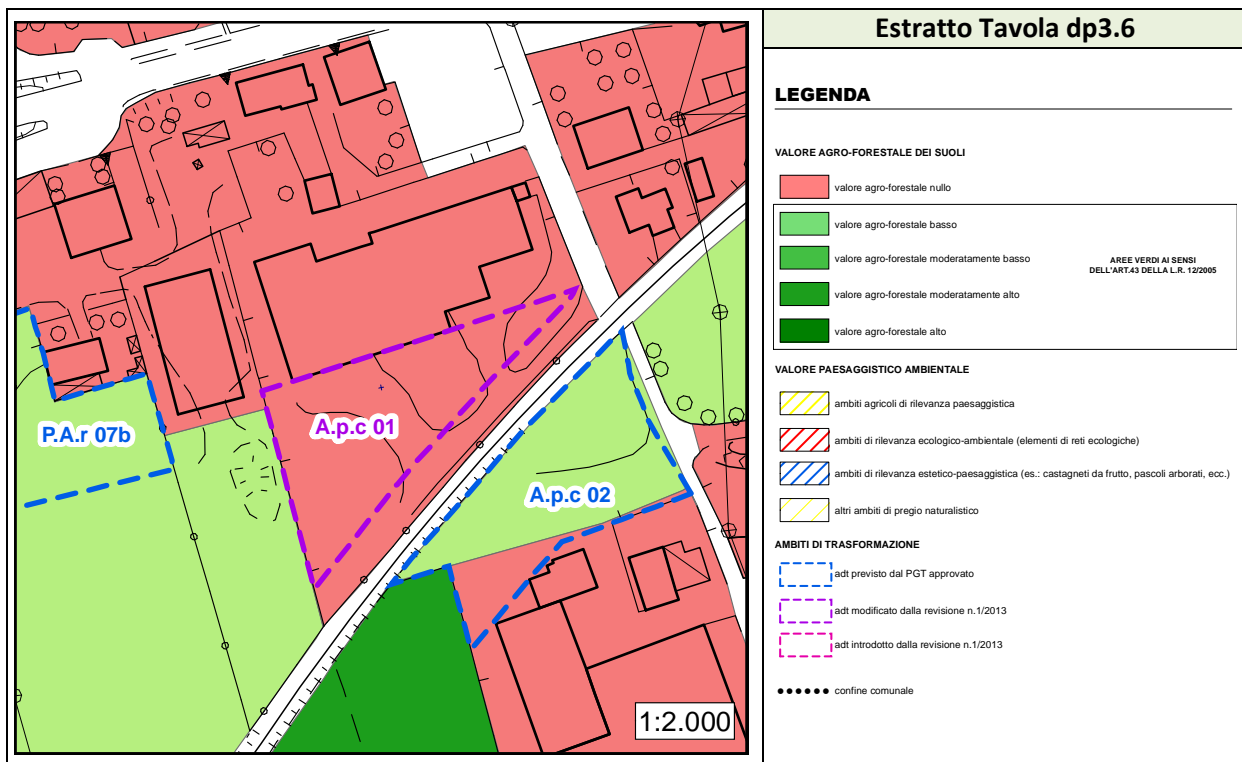 Estratto Tavola dp3.6
P.A.r 07b
A.p.c 01
A.p.c 02
1:2.000
LEGENDA
VALORE AGRO-FORESTALE DEI SUOLI
valore agro-forestale nullo
valore agro-forestale basso
valore agro-forestale moderatamente basso
AREE VERDI AI SENSI
DELL'ART.43 DELLA L.R. 12/2005
valore agro-forestale moderatamente alto
valore agro-forestale alto
VALORE PAESAGGISTICO AMBIENTALE
ambiti agricoli di rilevanza paesaggistica
ambiti di rilevanza ecologico-ambientale (elementi di reti ecologiche)
ambiti di rilevanza estetico-paesaggistica (es.: castagneti da frutto, pascoli arborati, ecc.)
altri ambiti di pregio naturalistico
AMBITI DI TRASFORMAZIONE
adt previsto dal PGT approvato
adt modificato dalla revisione n.1/2013
adt introdotto dalla revisione n.1/2013
confine comunale